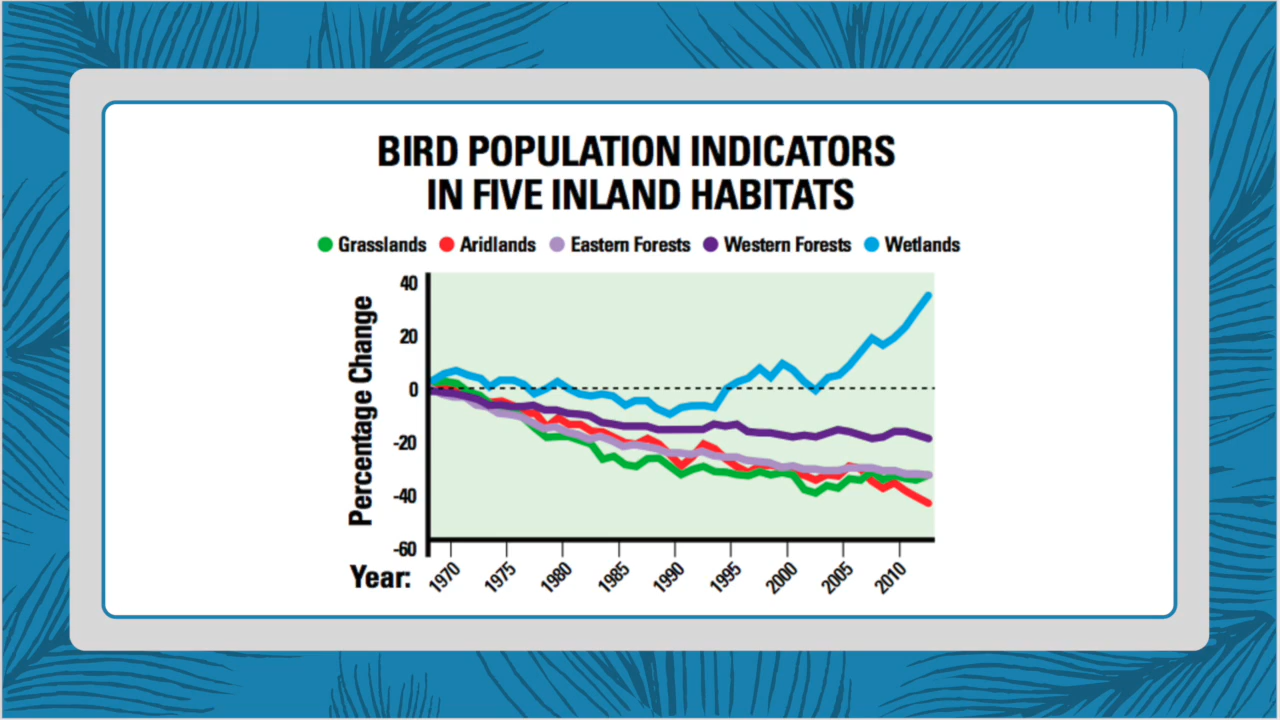 BIRD POPULATION INDICATORS
IN FIVE INLAND HABITATS
Grasslands Aridlands Eastern Forests Western Forests Wetlands
Percentage Change
40
20
0
-20
-40
-60
Year: 1970 1975 1980 1985 1990 1995 2000 2005 2010